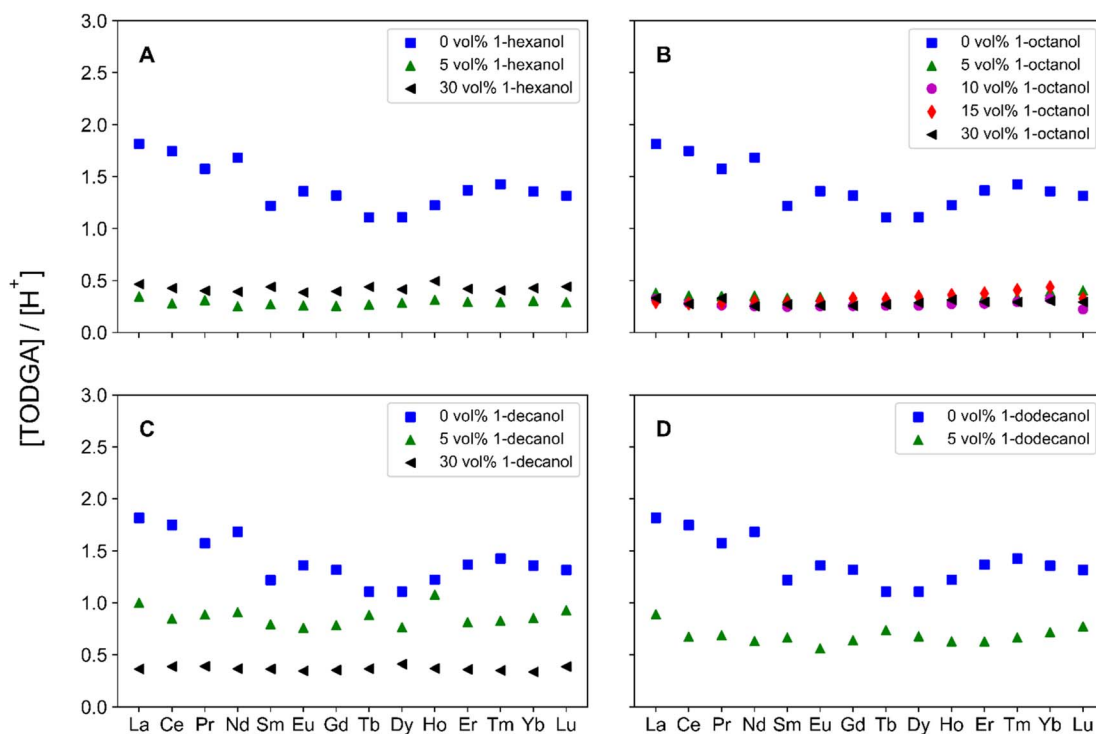 [TODGA] / [H+]
3.0
2.5
2.0
1.5
1.0
0.5
0.0
A
0 vol% 1-hexanol
5 vol% 1-hexanol
30 vol% 1-hexanol
B
0 vol% 1-octanol
5 vol% 1-octanol
10 vol% 1-octanol
15 vol% 1-octanol
30 vol% 1-octanol
3.0
2.5
2.0
1.5
1.0
0.5
0.0
C
0 vol% 1-decanol
5 vol% 1-decanol
30 vol% 1-decanol
D
0 vol% 1-dodecanol
5 vol% 1-dodecanol
La Ce Pr Nd Sm Eu Gd Tb Dy Ho Er Tm Yb Lu
La Ce Pr Nd Sm Eu Gd Tb Dy Ho Er Tm Yb Lu